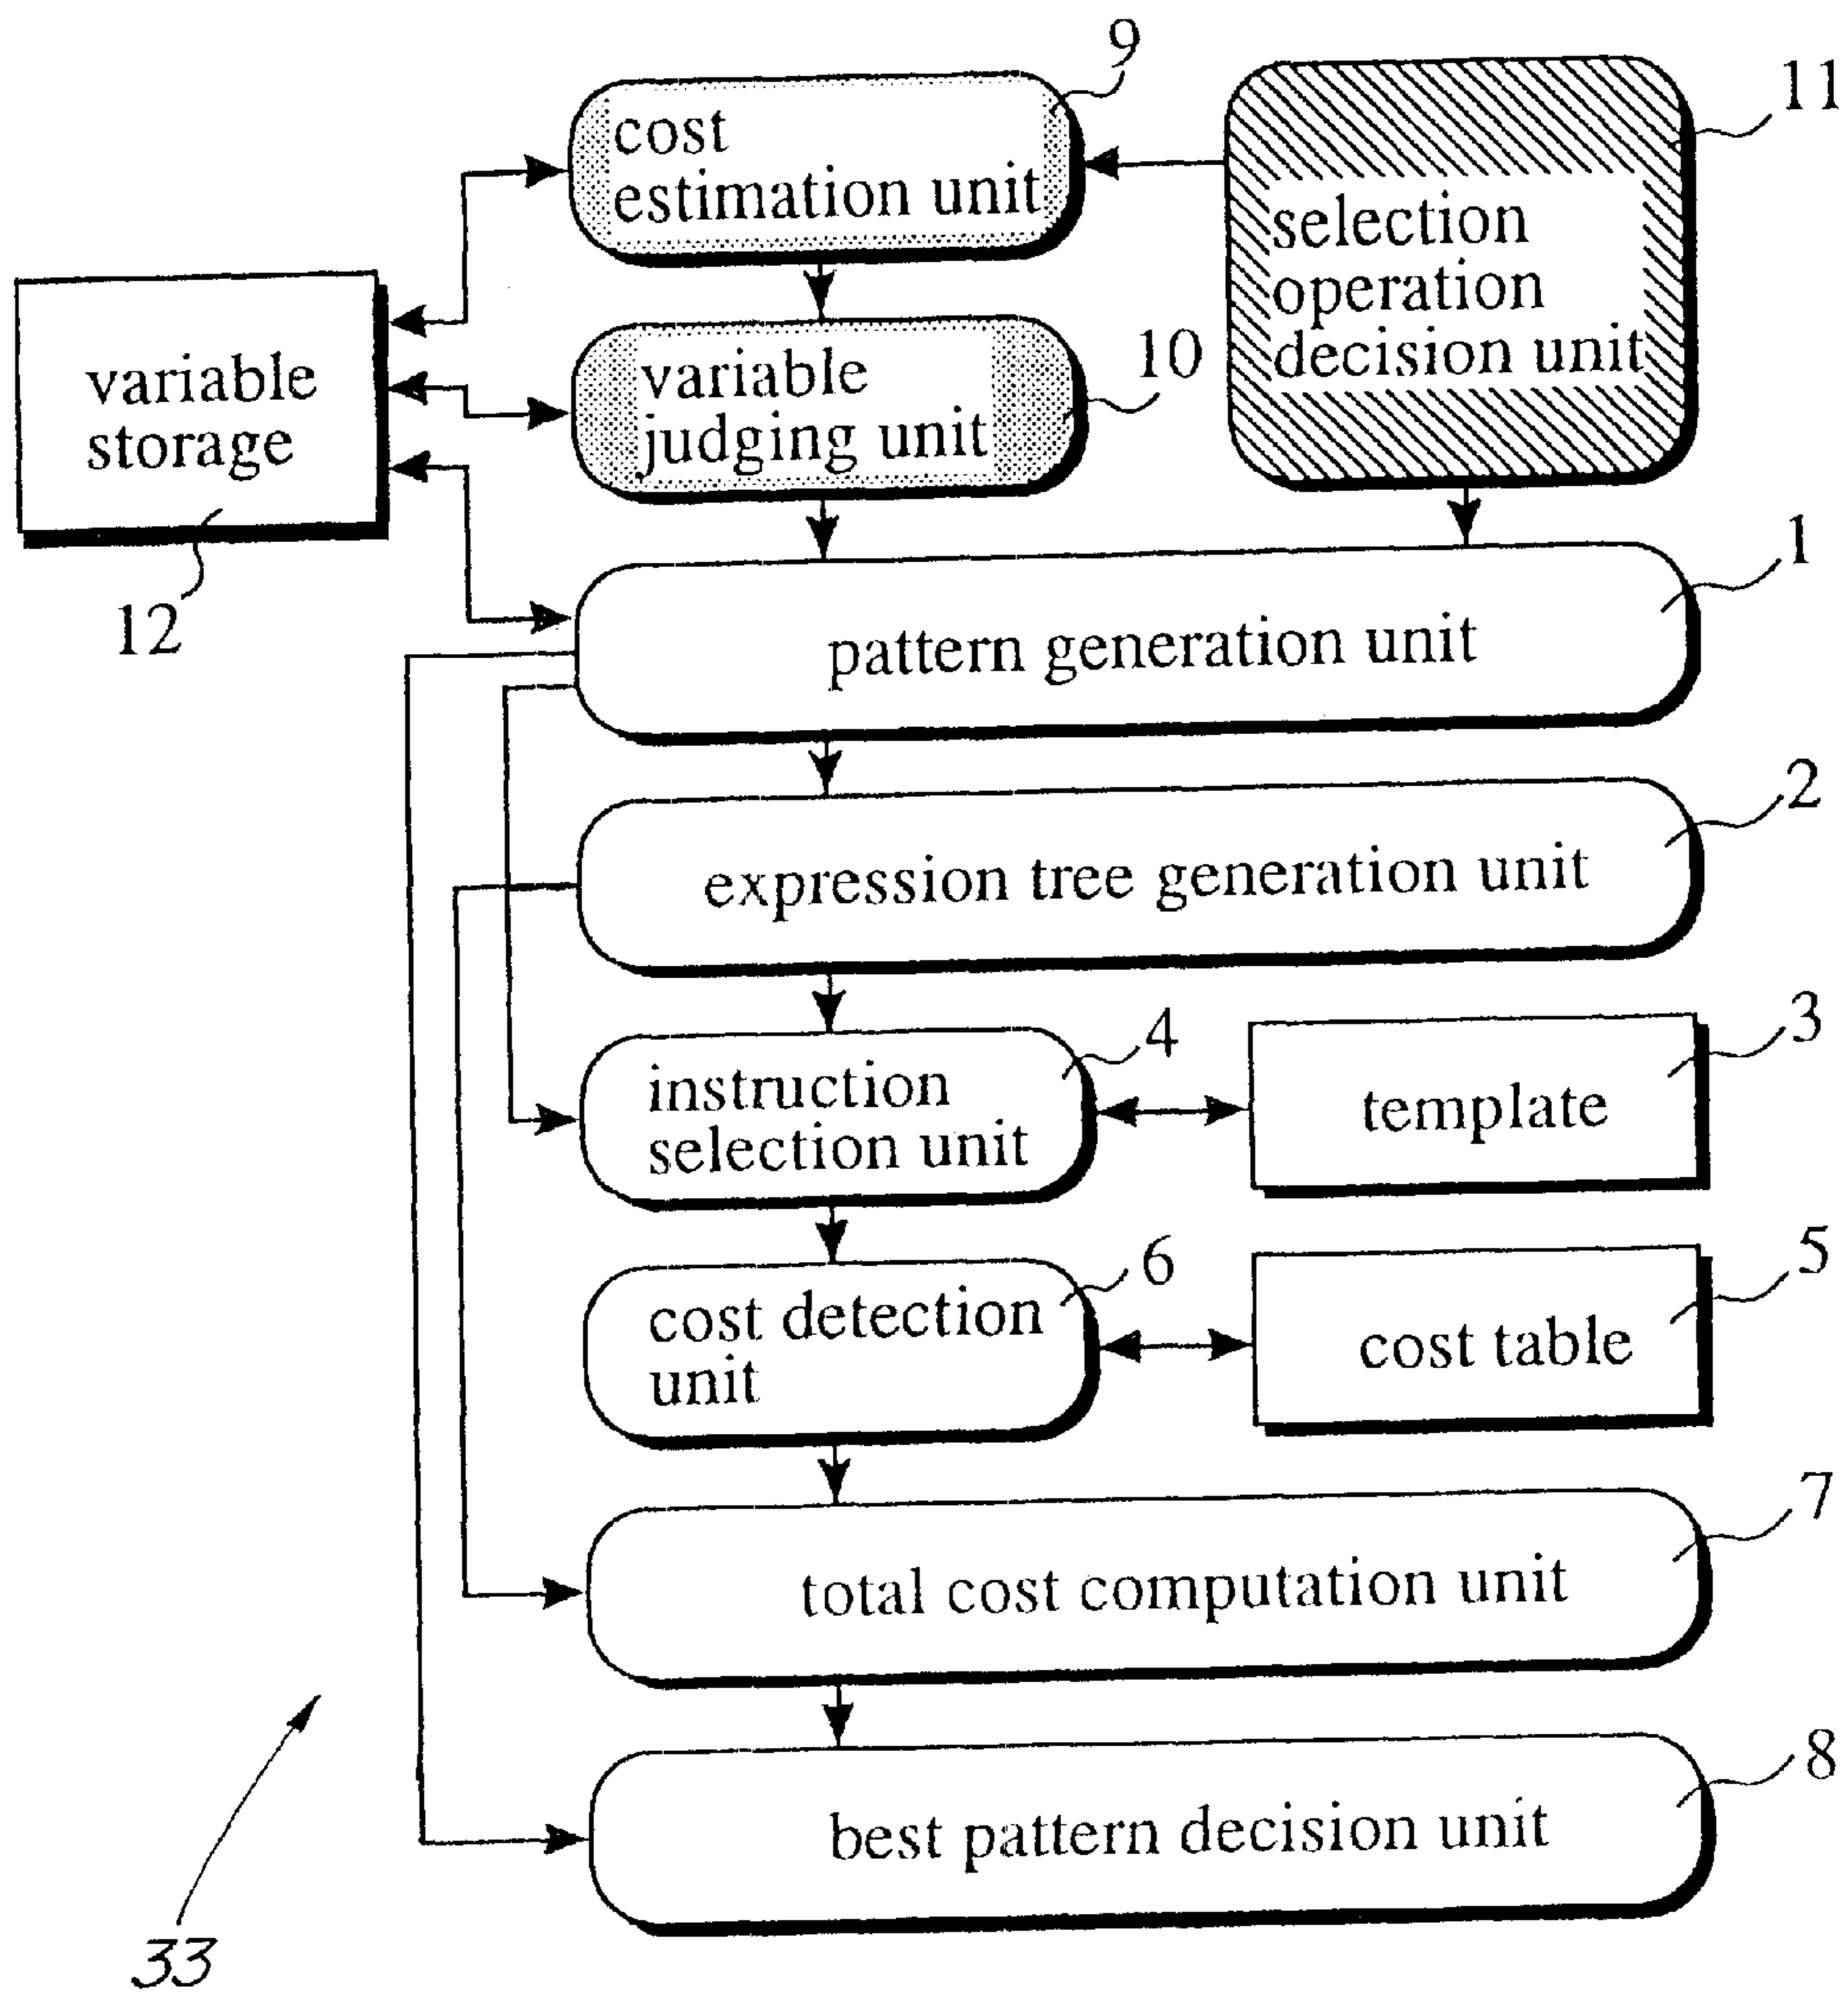 9
11
cost
estimation unit
selection
operation
decision unit
variable
storage
12
variable
judging unit
10
1
pattern generation unit
2
expression tree generation unit
4
instruction
selection unit
3
template
6
cost detection
unit
5
cost table
7
total cost computation unit
8
best pattern decision unit
33